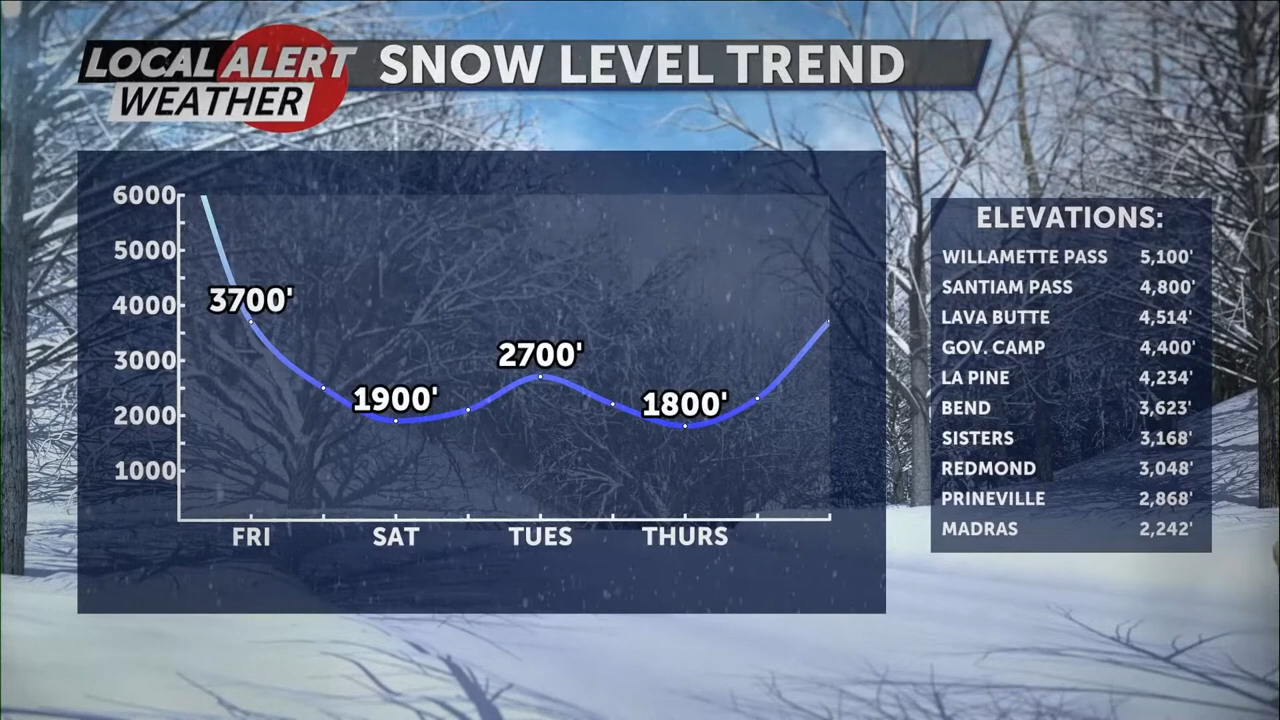 LOCAL ALERT WEATHER
SNOW LEVEL TREND
6000
5000
4000
3000
2000
1000
3700'
1900'
2700'
1800'
FRI SAT TUES THURS
ELEVATIONS:
WILLAMETTE PASS 5,100'
SANTIAM PASS 4,800'
LAVA BUTTE 4,514'
GOV. CAMP 4,400'
LA PINE 4,234'
BEND 3,623'
SISTERS 3,168'
REDMOND 3,048'
PRINEVILLE 2,868'
MADRAS 2,242'